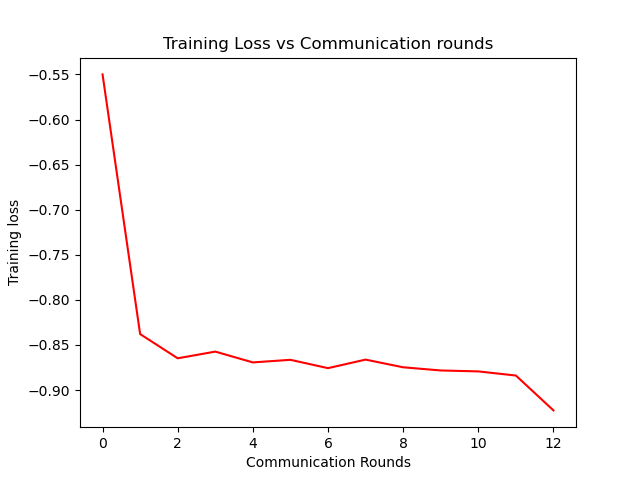 Training Loss vs Communication rounds
−0.55
−0.60
−0.65
−0.70
−0.75
−0.80
−0.85
−0.90
Training loss
0 2 4 6 8 10 12
Communication Rounds